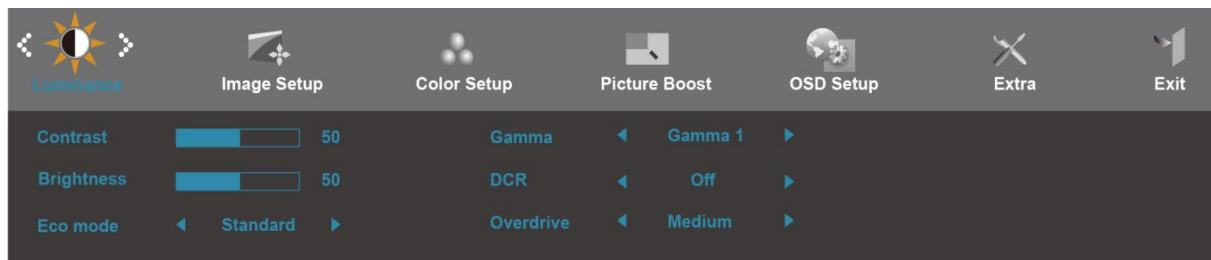 Luminance Image Setup Color Setup Picture Boost OSD Setup Extra Exit
Contrast 50 Gamma Gamma 1
Brightness 50 DCR Off
Eco mode Standard Overdrive Medium